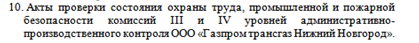 10. Акты проверки состояния охраны труда, промышленной и пожарной
безопасности комиссий III и IV уровней административно-
производственного контроля ООО «Газпром трансгаз Нижний Новгород».